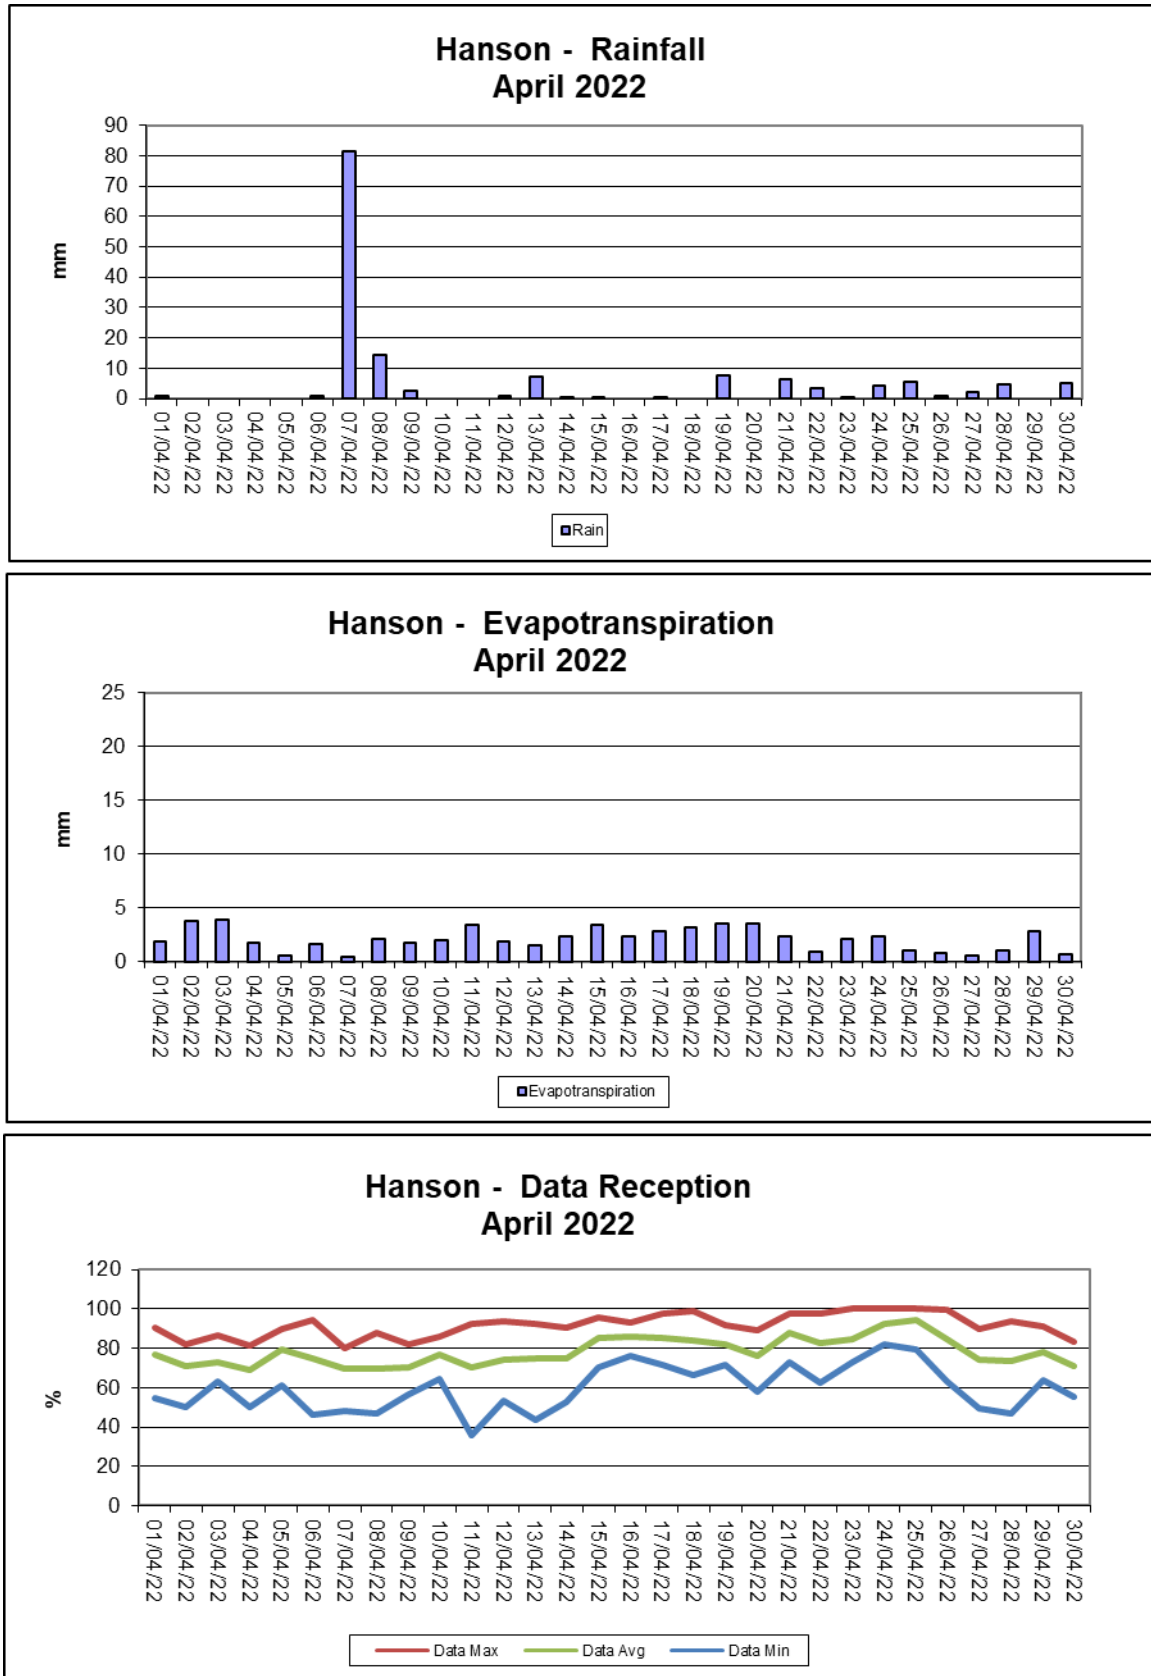 Hanson - Rainfall
April 2022
90
80
70
60
50
40
30
20
10
0
mm
01/04/22 02/04/22 03/04/22 04/04/22 05/04/22 06/04/22 07/04/22 08/04/22 09/04/22 10/04/22 11/04/22 12/04/22 13/04/22 14/04/22 15/04/22 16/04/22 17/04/22 18/04/22 19/04/22 20/04/22 21/04/22 22/04/22 23/04/22 24/04/22 25/04/22 26/04/22 27/04/22 28/04/22 29/04/22 30/04/22
Rain
Hanson - Evapotranspiration
April 2022
25
20
15
10
5
0
mm
01/04/22 02/04/22 03/04/22 04/04/22 05/04/22 06/04/22 07/04/22 08/04/22 09/04/22 10/04/22 11/04/22 12/04/22 13/04/22 14/04/22 15/04/22 16/04/22 17/04/22 18/04/22 19/04/22 20/04/22 21/04/22 22/04/22 23/04/22 24/04/22 25/04/22 26/04/22 27/04/22 28/04/22 29/04/22 30/04/22
Evapotranspiration
Hanson - Data Reception
April 2022
120
100
80
60
40
20
0
%
01/04/22 02/04/22 03/04/22 04/04/22 05/04/22 06/04/22 07/04/22 08/04/22 09/04/22 10/04/22 11/04/22 12/04/22 13/04/22 14/04/22 15/04/22 16/04/22 17/04/22 18/04/22 19/04/22 20/04/22 21/04/22 22/04/22 23/04/22 24/04/22 25/04/22 26/04/22 27/04/22 28/04/22 29/04/22 30/04/22
Data Max Data Avg Data Min